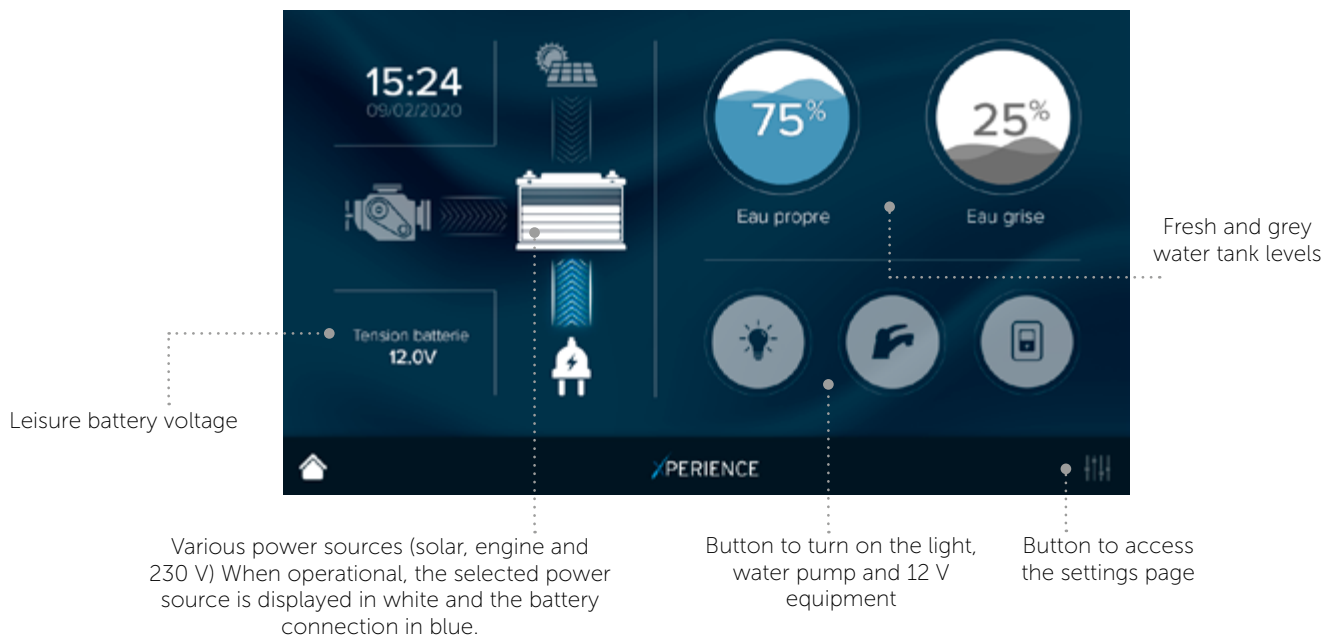 15:24
09/02/2020
75%
25%
Eau propre
Eau grise
Fresh and grey
water tank levels
Tension batterie
12.0V
Leisure battery voltage
XPERIENCE
Various power sources (solar, engine and
230 V) When operational, the selected power
source is displayed in white and the battery
connection in blue.
Button to turn on the light,
water pump and 12 V
equipment
Button to access
the settings page